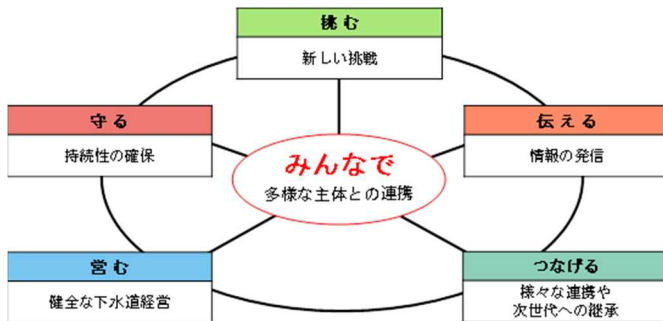 挑む
新しい挑戦
守る
持続性の確保
伝える
情報の発信
みんなで
多様な主体との連携
営む
健全な下水道経営
つなげる
様々な連携や
次世代への継承